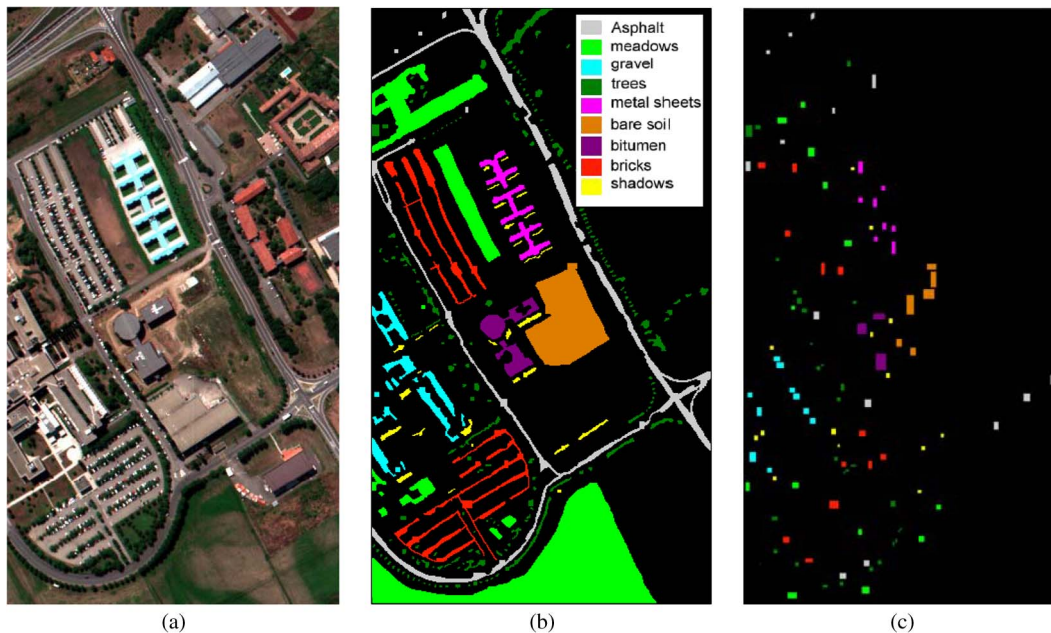 Asphalt
meadows
gravel
trees
metal sheets
bare soil
bitumen
bricks
shadows
(a)
(b)
(c)